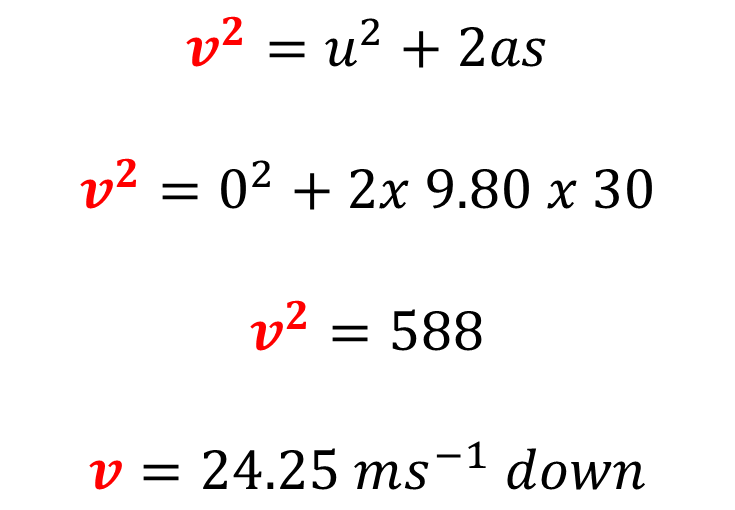 v² = u² + 2as
v² = 0² + 2x 9.80 x 30
v² = 588
v = 24.25 ms⁻¹ down